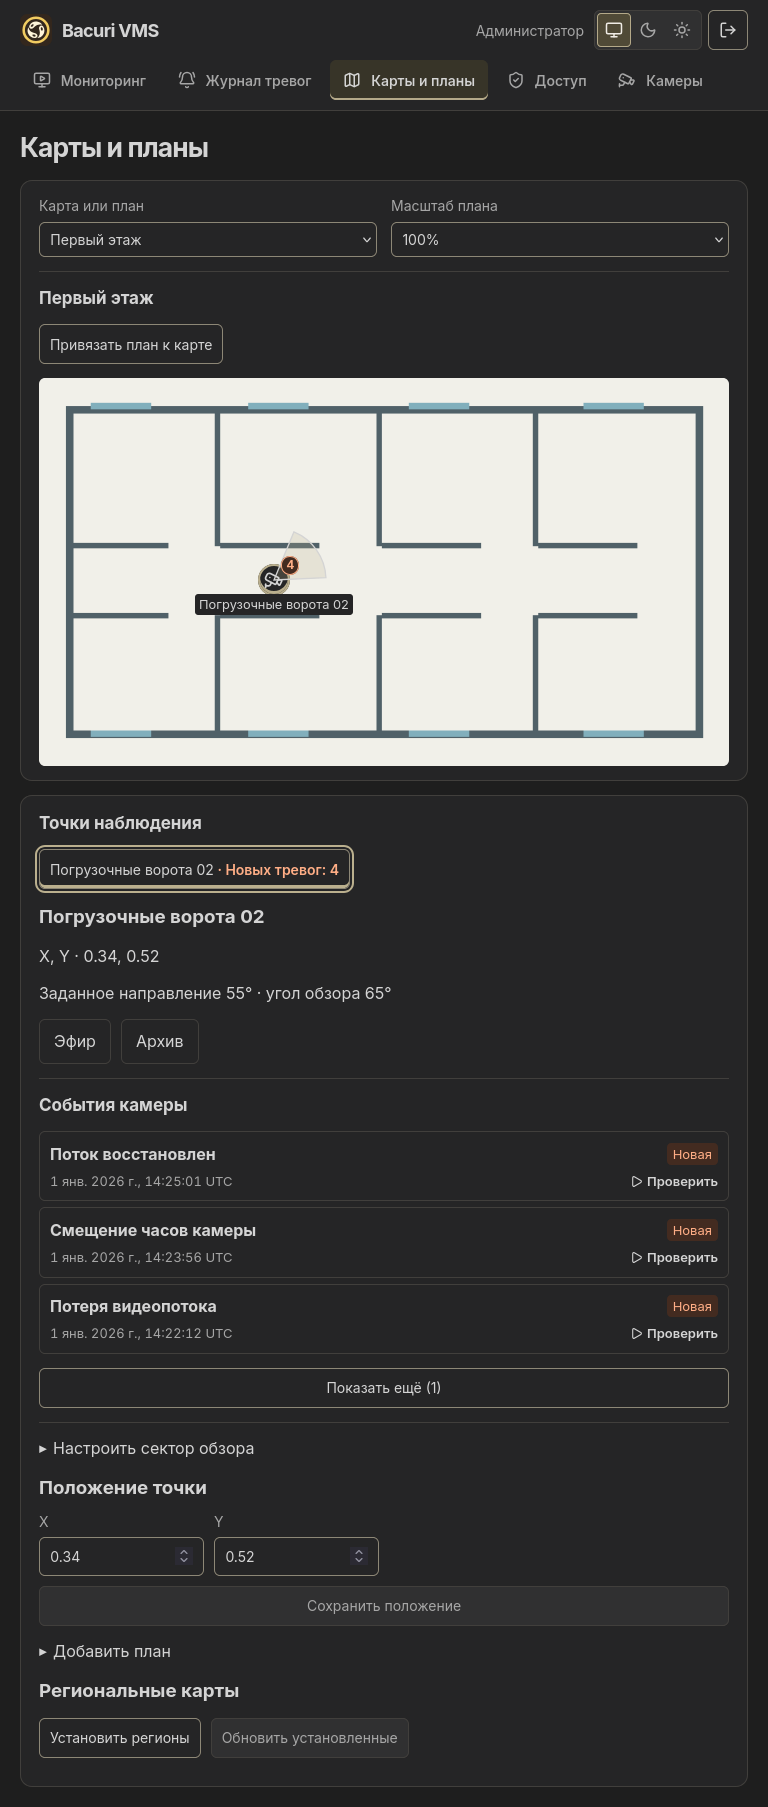 Bacuri VMS
Администратор
Мониторинг
Журнал тревог
Карты и планы
Доступ
Камеры
Карты и планы
Карта или план
Масштаб плана
Первый этаж
100%
Первый этаж
Привязать план к карте
4
Погрузочные ворота 02
Точки наблюдения
Погрузочные ворота 02 · Новых тревог: 4
Погрузочные ворота 02
X, Y · 0.34, 0.52
Заданное направление 55° · угол обзора 65°
Эфир
Архив
События камеры
Поток восстановлен
Новая
1 янв. 2026 г., 14:25:01 UTC
Проверить
Смещение часов камеры
Новая
1 янв. 2026 г., 14:23:56 UTC
Проверить
Потеря видеопотока
Новая
1 янв. 2026 г., 14:22:12 UTC
Проверить
Показать ещё (1)
Настроить сектор обзора
Положение точки
X
Y
0.34
0.52
Сохранить положение
Добавить план
Региональные карты
Установить регионы
Обновить установленные